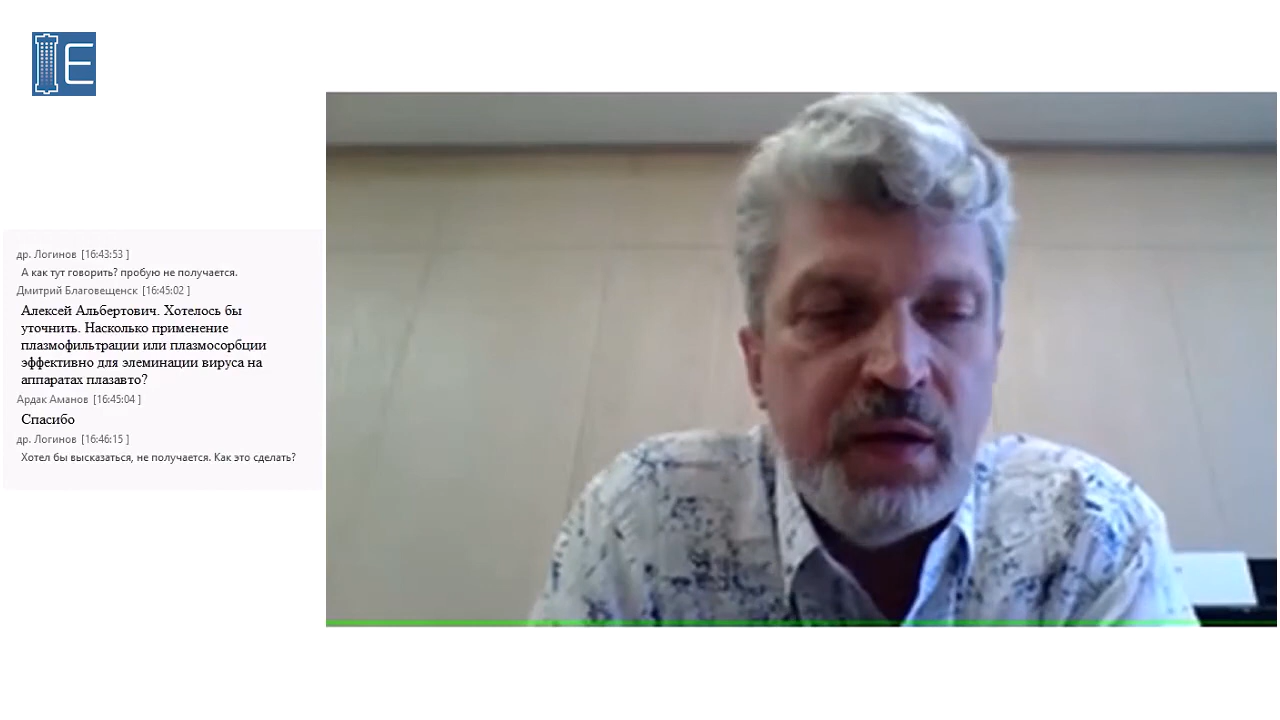 E
др. Логинов [16:43:53 ]
А как тут говорить? пробую не получается.
Дмитрий Благовещенск [16:45:02 ]
Алексей Альбертович. Хотелось бы
уточнить. Насколько применение
плазмофильтрации или плазмосорбции
эффективно для элеминации вируса на
аппаратах плазавто?
Ардак Аманов [16:45:04 ]
Спасибо
др. Логинов [16:46:15 ]
Хотел бы высказаться, не получается. Как это сделать?